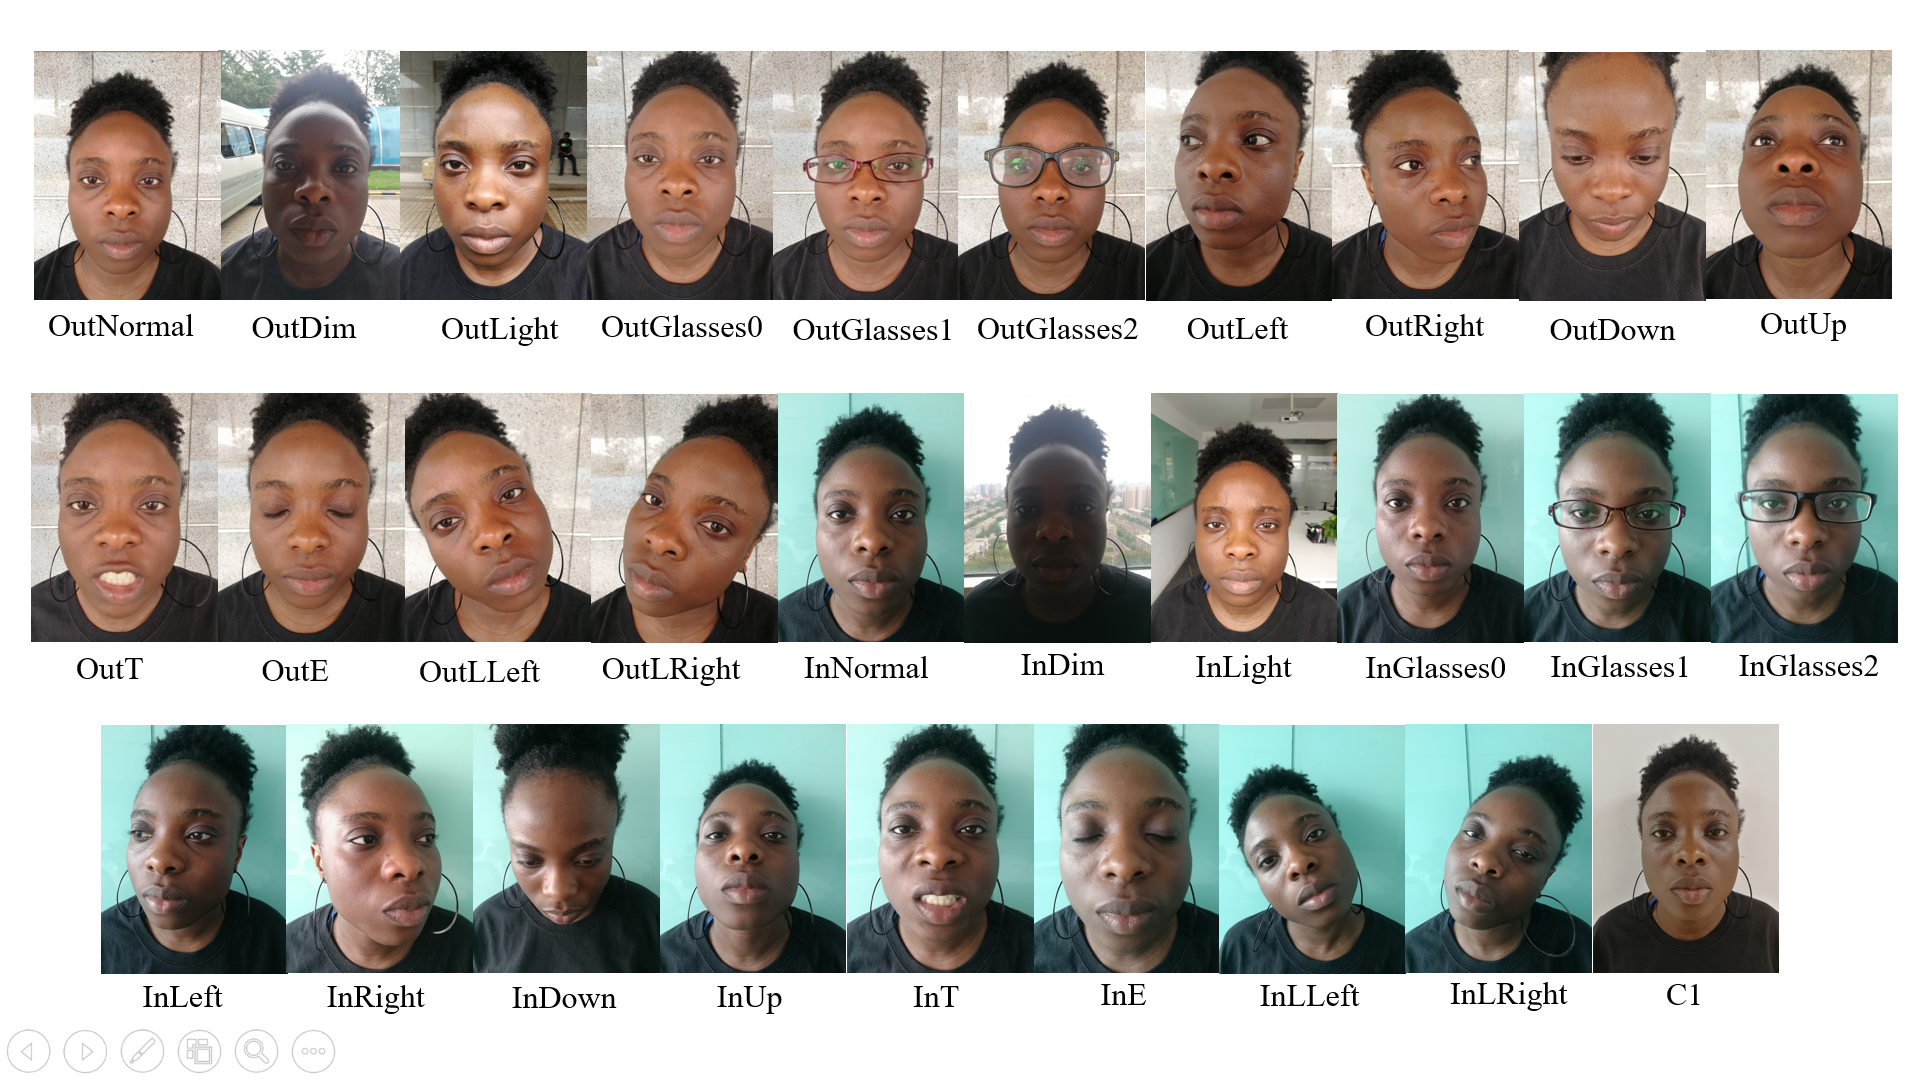 OutNormal OutDim OutLight OutGlasses0 OutGlasses1 OutGlasses2 OutLeft OutRight OutDown OutUp
OutT OutE OutLLeft OutLRight InNormal InDim InLight InGlasses0 InGlasses1 InGlasses2
InLeft InRight InDown InUp InT InE InLLeft InLRight C1